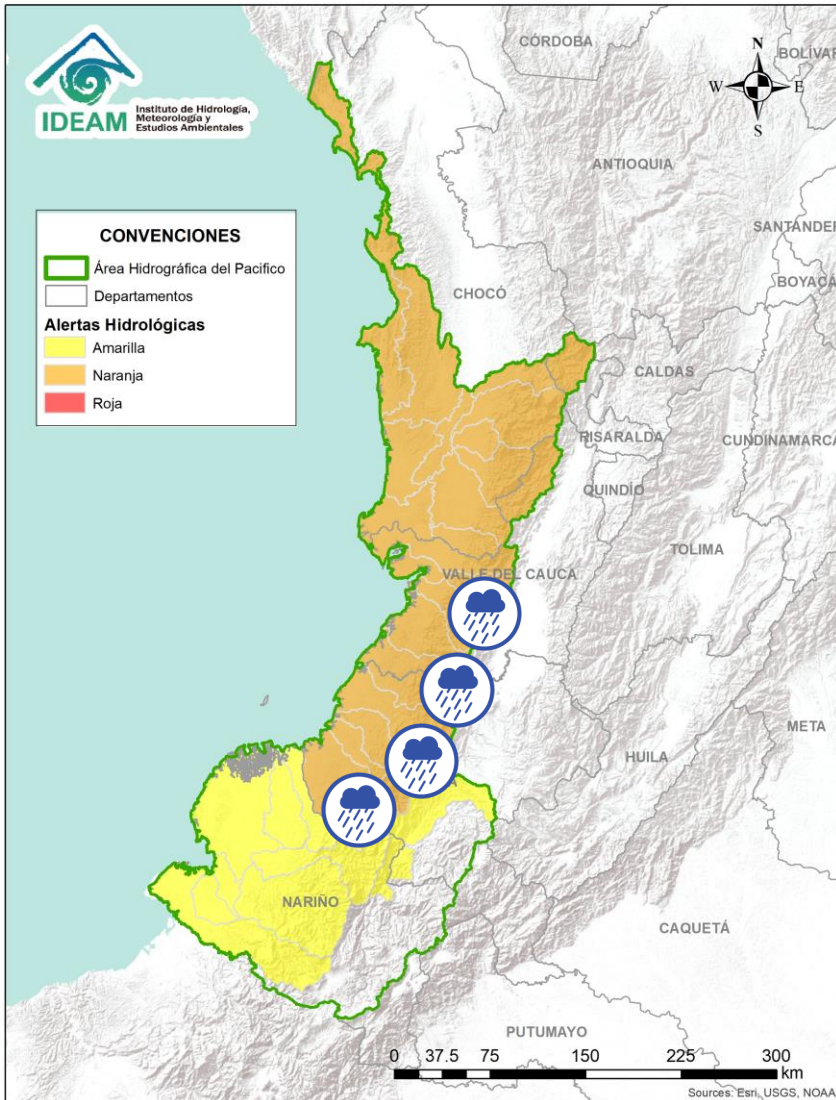 IDEAM
Instituto de Hidrología,
Meteorología y
Estudios Ambientales
CÓRDOBA
BOLÍVAR
N
W
E
S
ANTIOQUIA
SANTANDER
BOYACÁ
CONVENCIONES
Área Hidrográfica del Pacifico
Departamentos
Alertas Hidrológicas
Amarilla
Naranja
Roja
CHOCÓ
CALDAS
RISARALDA
CUNDINAMARCA
QUINDÍO
TOLIMA
VALLE DEL CAUCA
META
HUILA
NARIÑO
CAQUETÁ
PUTUMAYO
0 37.5 75 150 225 300
km
Sources: Esri, USGS, NOAA